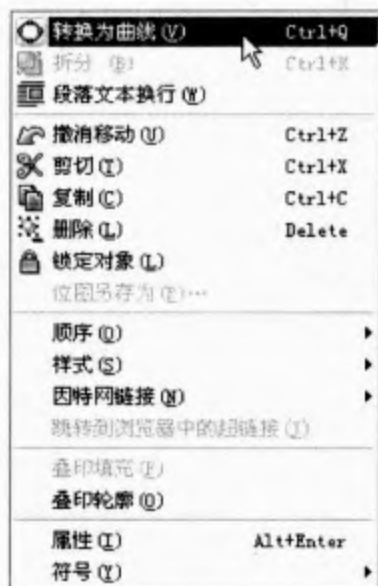 转换为曲线(V) Ctrl+Q
折分 (B) Ctrl+K
段落文本换行(W)
撤消移动(U) Ctrl+Z
剪切(T) Ctrl+X
复制(C) Ctrl+C
删除(L) Delete
锁定对象(L)
位图另存为(P)…
顺序(O)
样式(S)
因特网链接(N)
跳转到浏览器中的超链接(J)
叠印填充(F)
叠印轮廓(O)
属性(I) Alt+Enter
符号(Y)